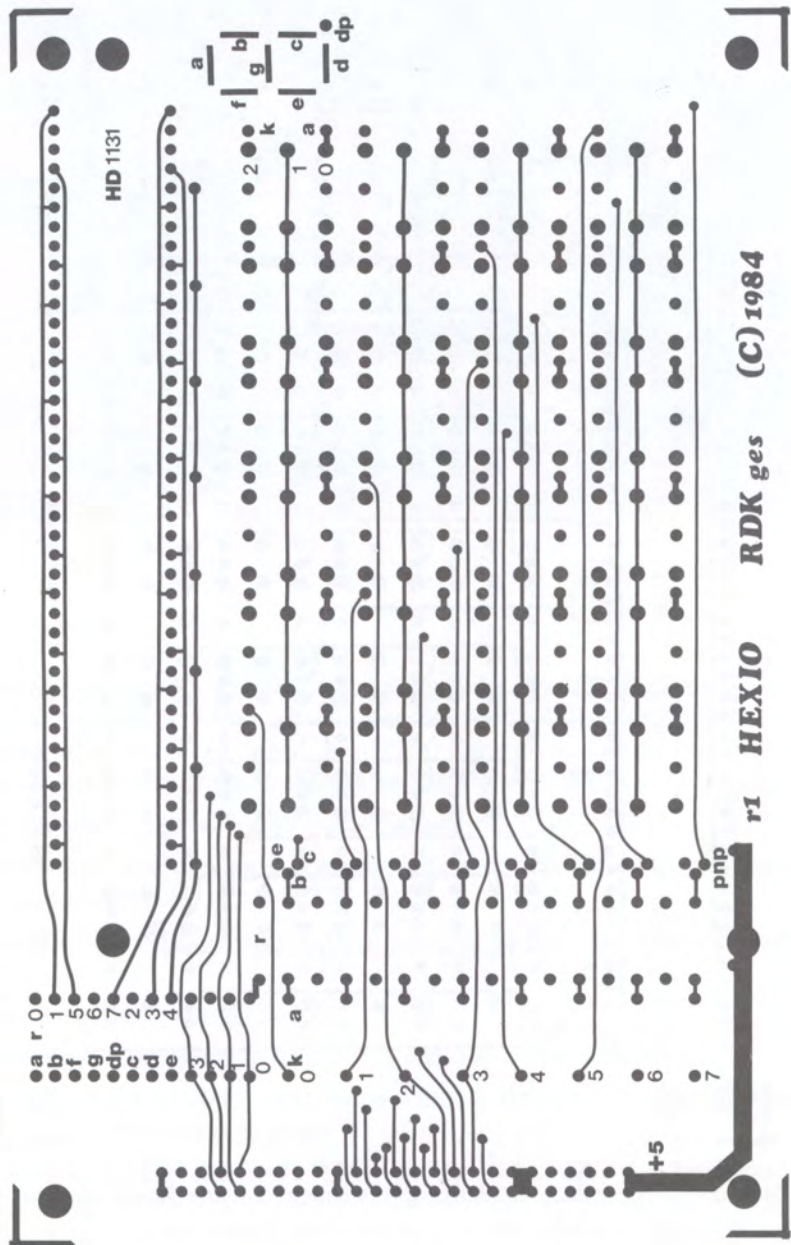 a
f b
g
e c
d dp
HD 1131
k
a
2
1
0
e
b c
r
pnp
a r 0
b 1
f 5
g 6
dp 7
c 2
d 3
e 4
3
2
1
0
k a
0
1
2
3
4
5
6
7
+5
r1 HEXIO RDK ges (C) 1984